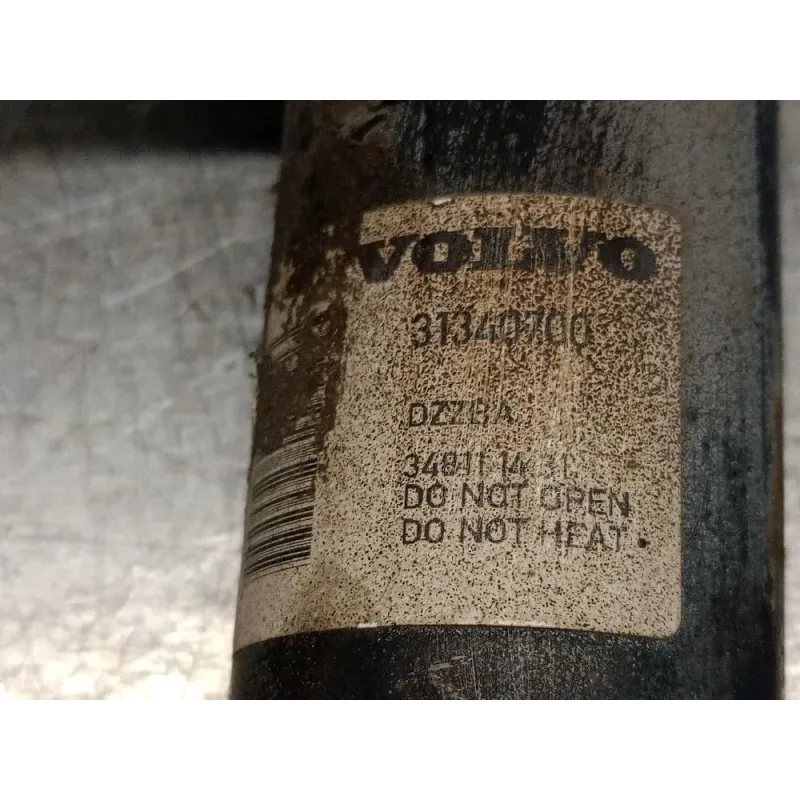 VOLVO
31340700
DZZBA
34811 14 31
DO NOT OPEN
DO NOT HEAT.